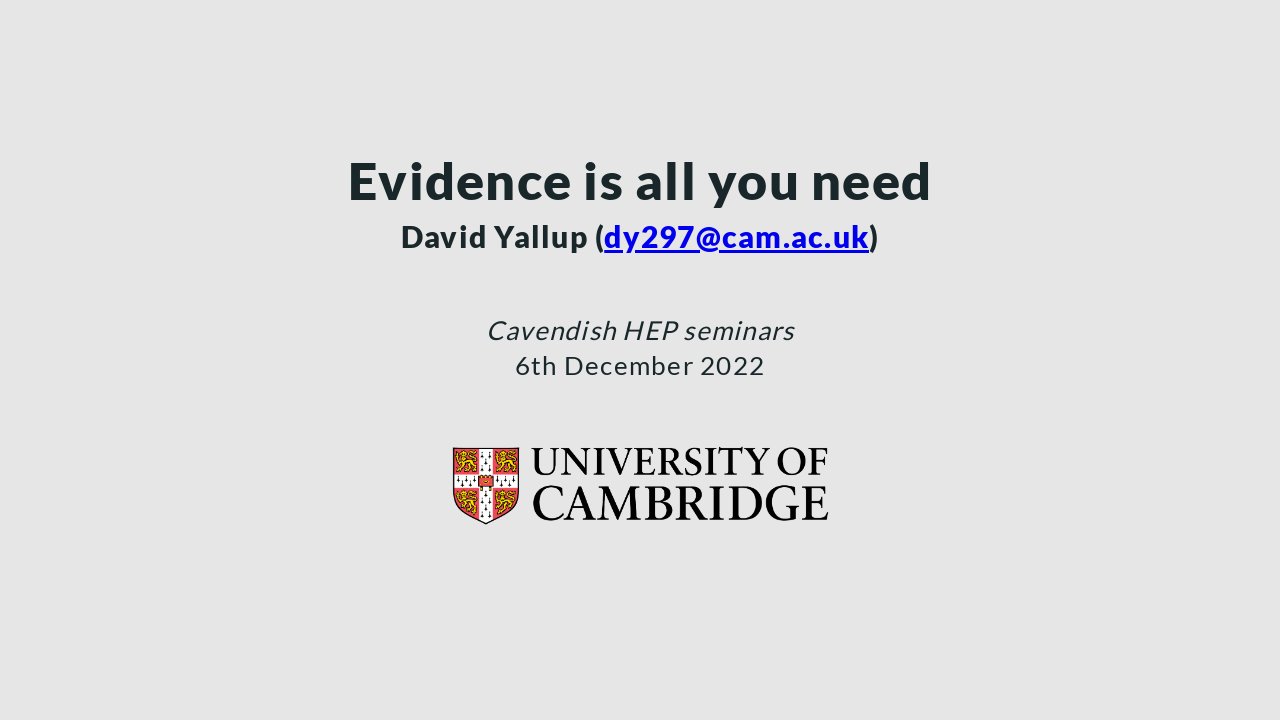 Evidence is all you need
David Yallup (dy297@cam.ac.uk)
Cavendish HEP seminars
6th December 2022
UNIVERSITY OF
CAMBRIDGE